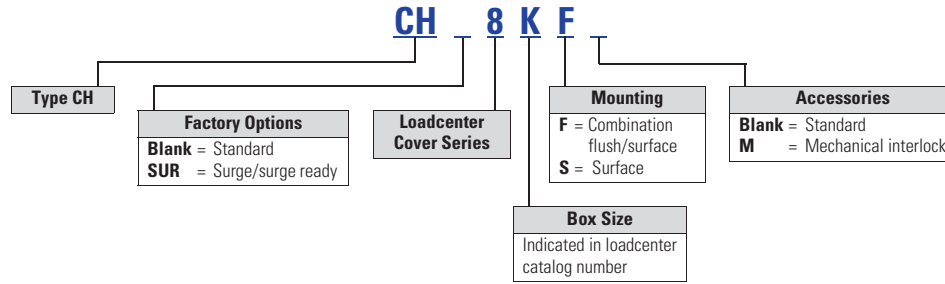 CH _ 8 K F _
Type CH
Factory Options
Blank = Standard
SUR = Surge/surge ready
Loadcenter
Cover Series
Mounting
F = Combination
flush/surface
S = Surface
Accessories
Blank = Standard
M = Mechanical interlock
Box Size
Indicated in loadcenter
catalog number